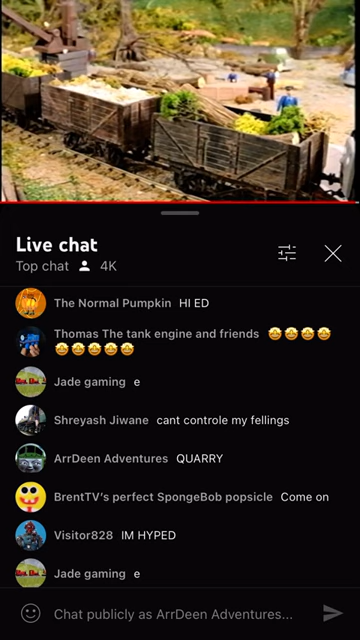 Live chat
Top chat 4K
The Normal Pumpkin HI ED
Thomas The tank engine and friends 🤩🤩🤩🤩
🤩🤩🤩🤩🤩
Jade gaming e
Shreyash Jiwane cant controle my fellings
ArrDeen Adventures QUARRY
BrentTV's perfect SpongeBob popsicle Come on
Visitor828 IM HYPED
Jade gaming e
Chat publicly as ArrDeen Adventures...